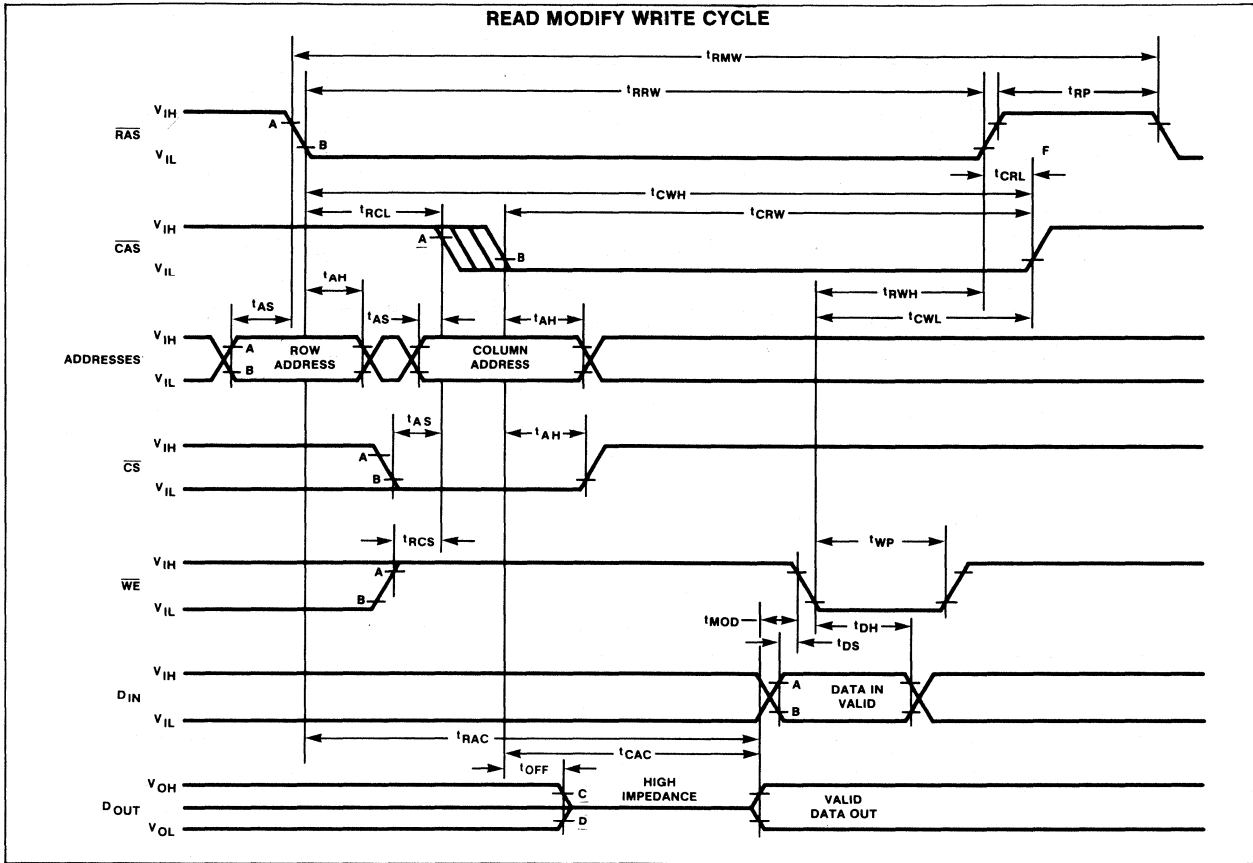 READ MODIFY WRITE CYCLE
tRMW
tRRW
tRP
VIH
A
RAS
B
VIL
F
tCRL
tCWH
tRCL
tCRW
VIH
A
CAS
B
VIL
tAH
tRWH
tAS
tAS
tAH
tCWL
VIH
A
ROW ADDRESS
COLUMN ADDRESS
ADDRESSES
B
VIL
tAS
tAH
VIH
A
CS
B
VIL
tRCS
tWP
VIH
A
WE
B
VIL
tMOD
tDH
tDS
VIH
A
DATA IN VALID
DIN
B
VIL
tRAC
tCAC
tOFF
VOH
C
HIGH IMPEDANCE
DOUT
VALID DATA OUT
D
VOL